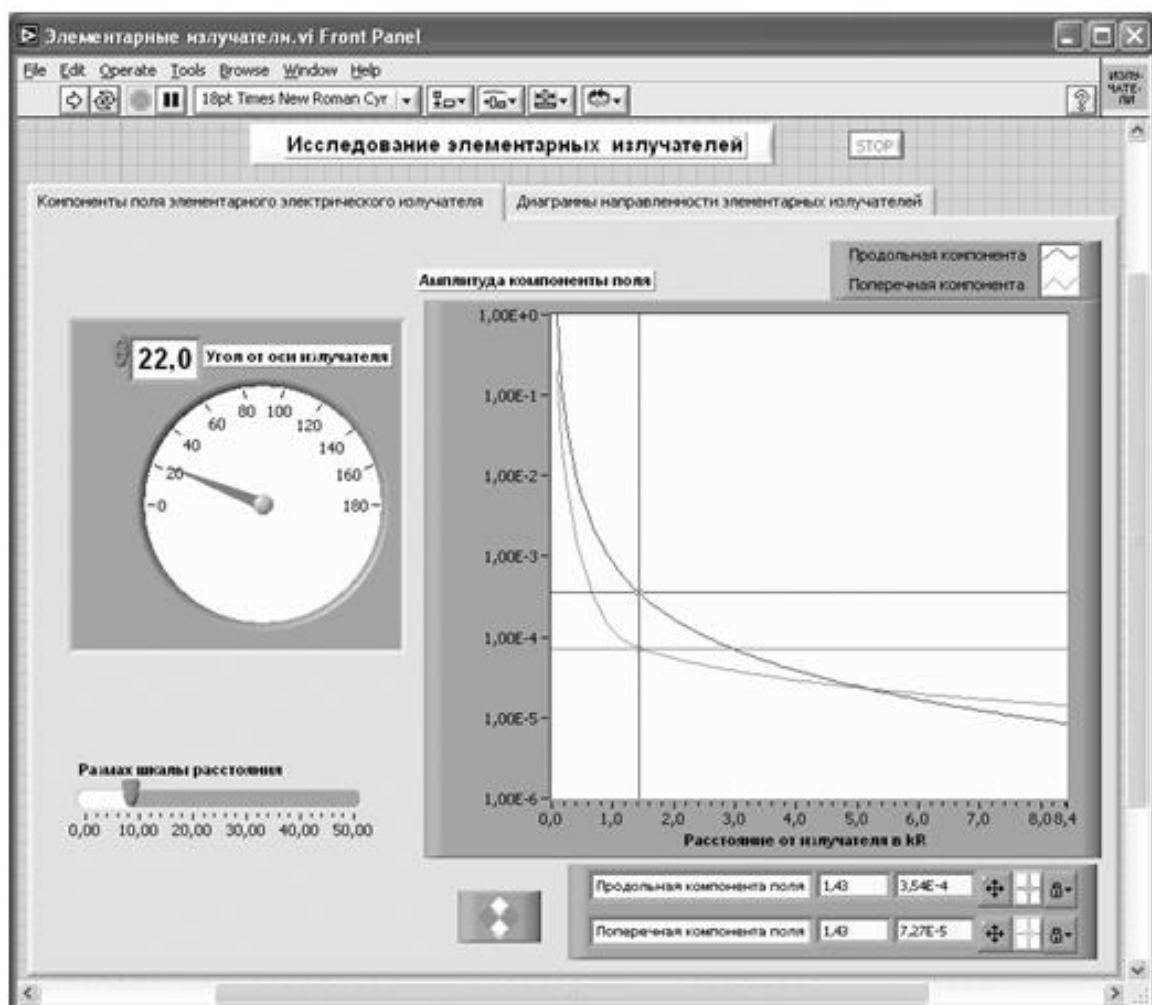 Элементарные излучатели.vi Front Panel
File Edit Operate Tools Browse Window Help
ИЗЛУ-
ЧАТЕ-
ЛИ
18pt Times New Roman Cyr
?
Исследование элементарных излучателей
STOP
Компоненты поля элементарного электрического излучателя
Диаграммы направленности элементарных излучателей
Продольная компонента
Поперечная компонента
Амплитуда компоненты поля
22,0 Угол от оси излучателя
0 20 40 60 80 100 120 140 160 180
1,00E+0
1,00E-1
1,00E-2
1,00E-3
1,00E-4
1,00E-5
1,00E-6
0,0 1,0 2,0 3,0 4,0 5,0 6,0 7,0 8,0 8,4
Расстояние от излучателя в kR
Размах шкалы расстояния
0,00 10,00 20,00 30,00 40,00 50,00
Продольная компонента поля 1,43 3,54E-4
Поперечная компонента поля 1,43 7,27E-5